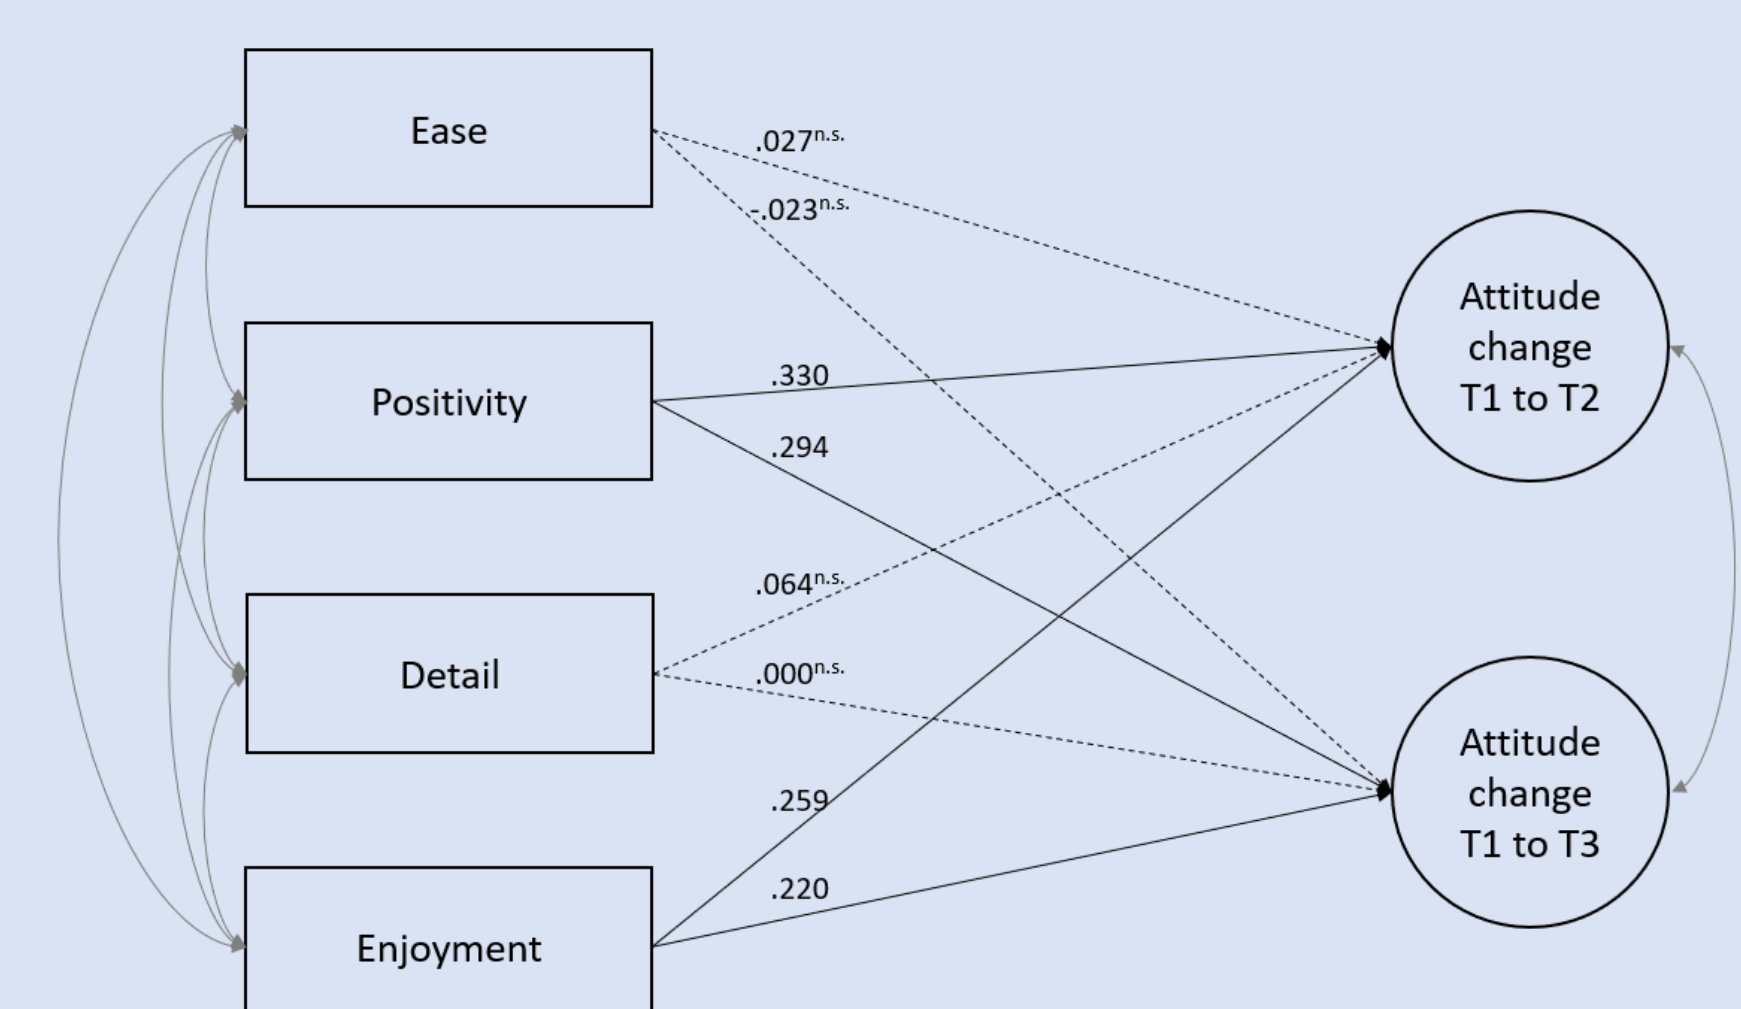 Ease
.027n.s.
-.023n.s.
Positivity
.330
.294
Detail
.064n.s.
.000n.s.
Enjoyment
.259
.220
Attitude
change
T1 to T2
Attitude
change
T1 to T3